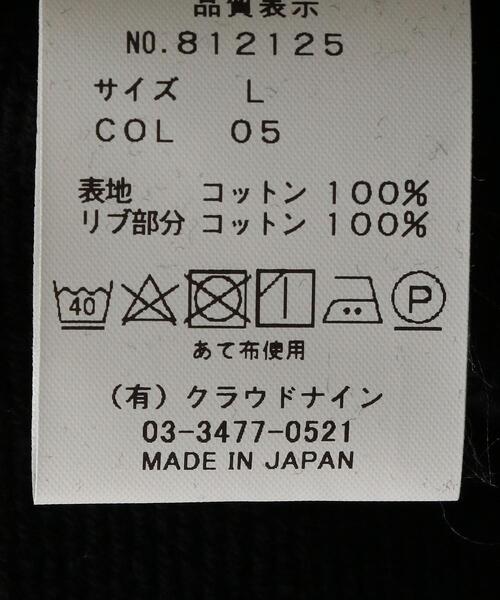 品質表示
NO.812125
サイズ L
COL 05
表地 コットン 100%
リブ部分 コットン 100%
40 P
あて布使用
(有) クラウドナイン
03-3477-0521
MADE IN JAPAN